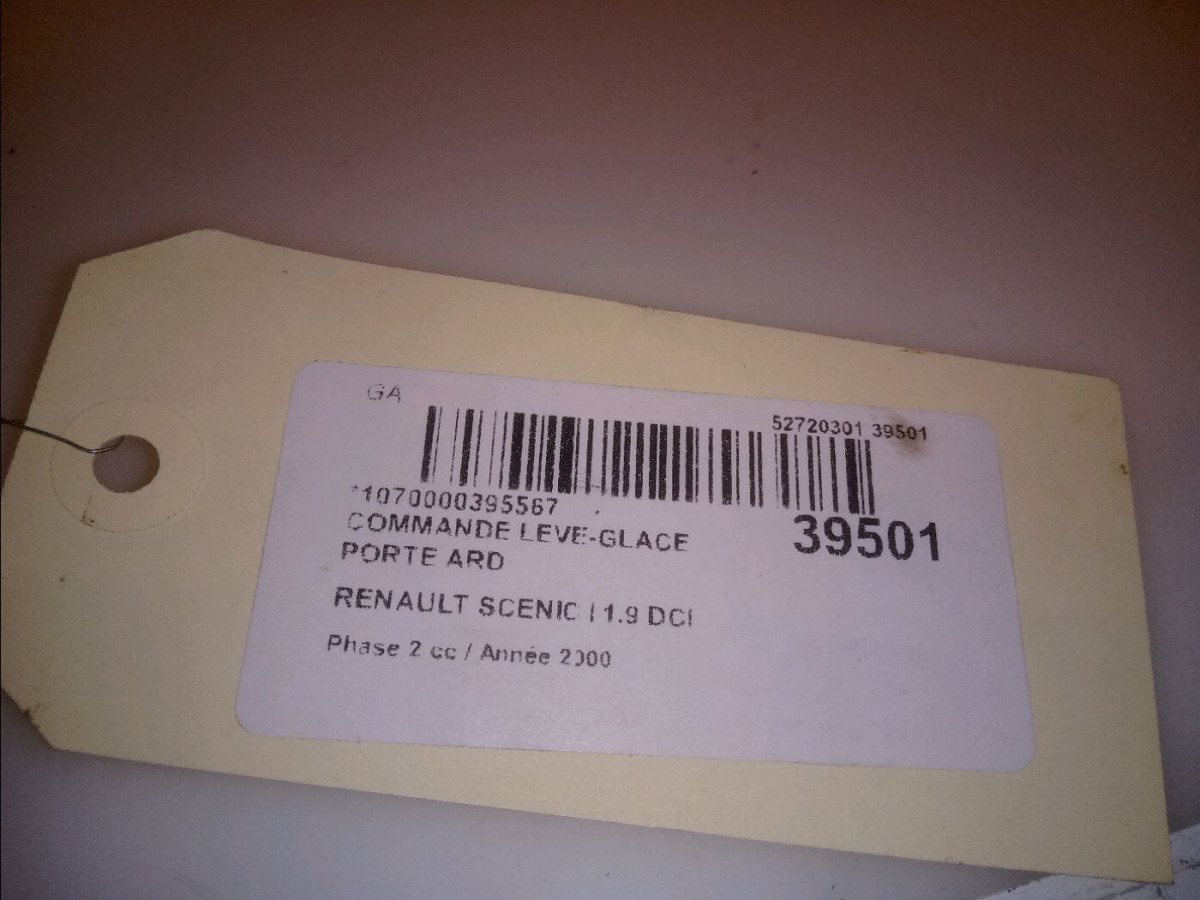 GA
52720301 39501
*1070000395567
39501
COMMANDE LEVE-GLACE
PORTE ARD
RENAULT SCENIC I 1.9 DCI
Phase 2 cc / Année 2000